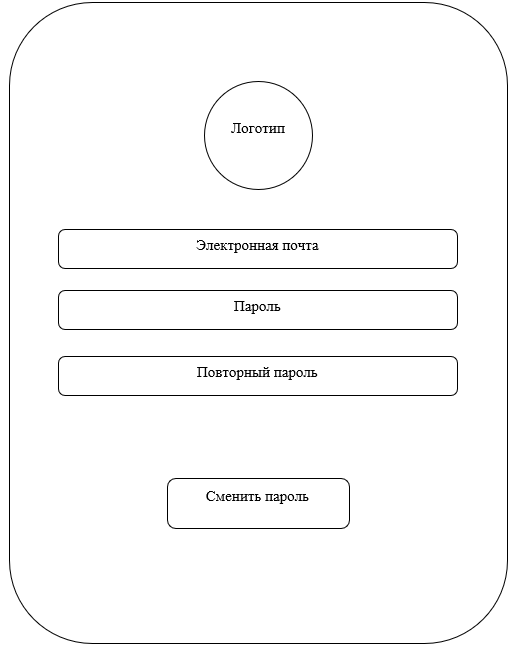 Логотип
Электронная почта
Пароль
Повторный пароль
Сменить пароль